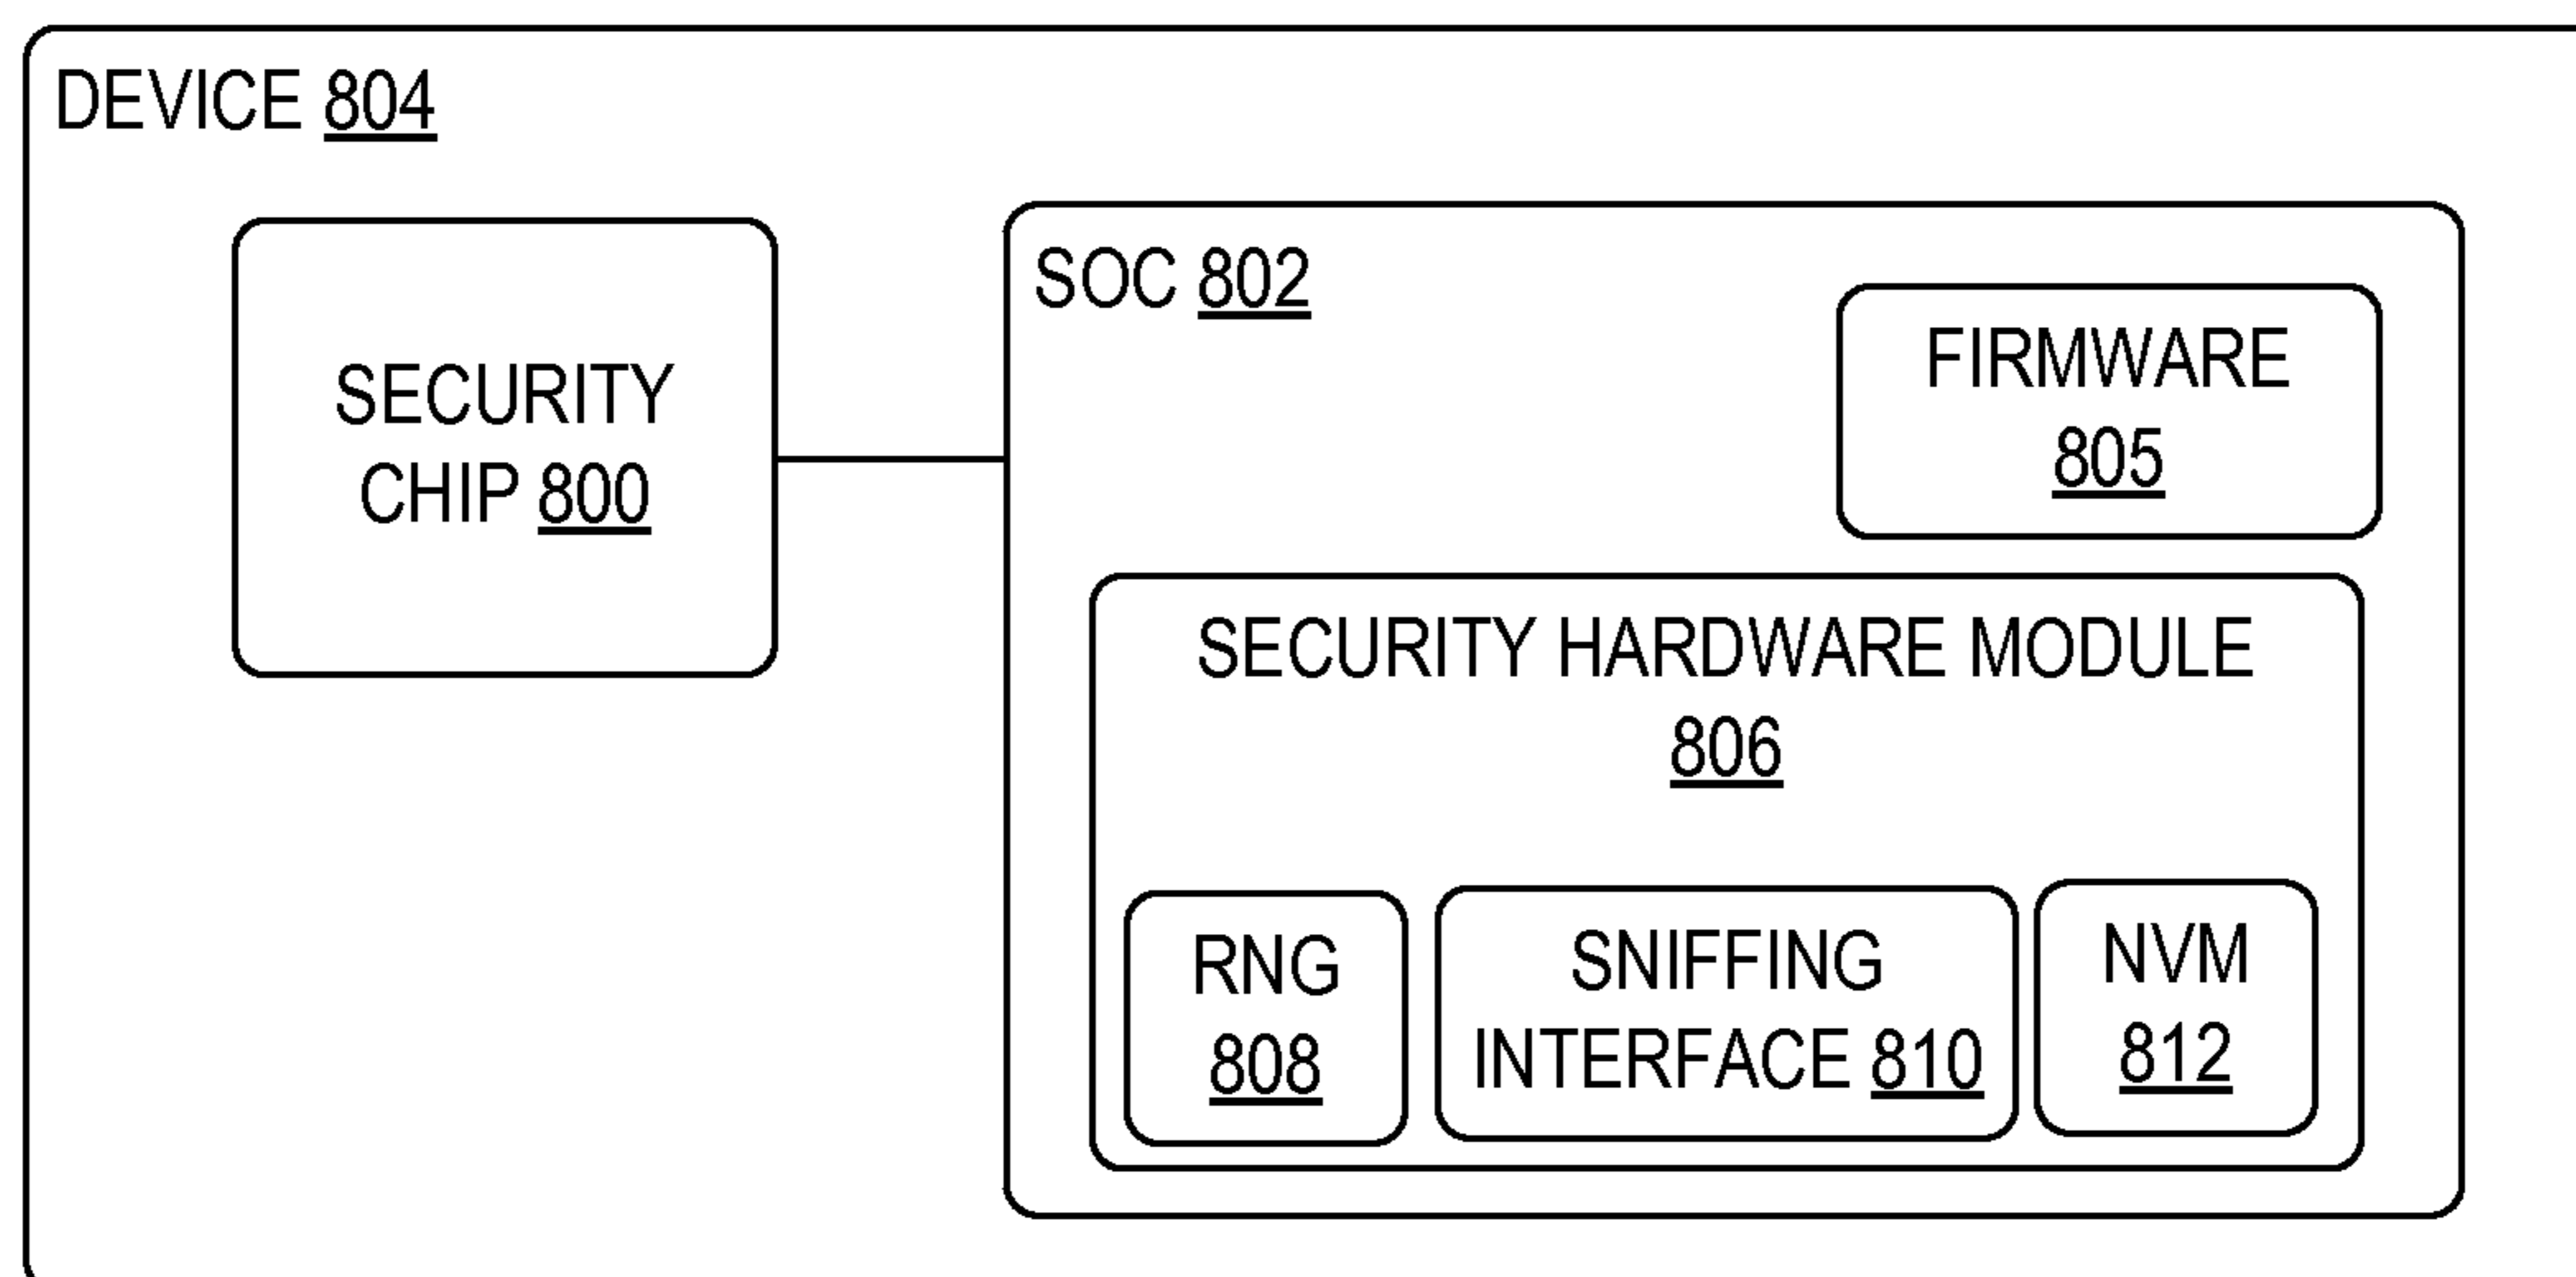 DEVICE 804
SECURITY
CHIP 800
SOC 802
FIRMWARE
805
SECURITY HARDWARE MODULE
806
RNG
808
SNIFFING
INTERFACE 810
NVM
812